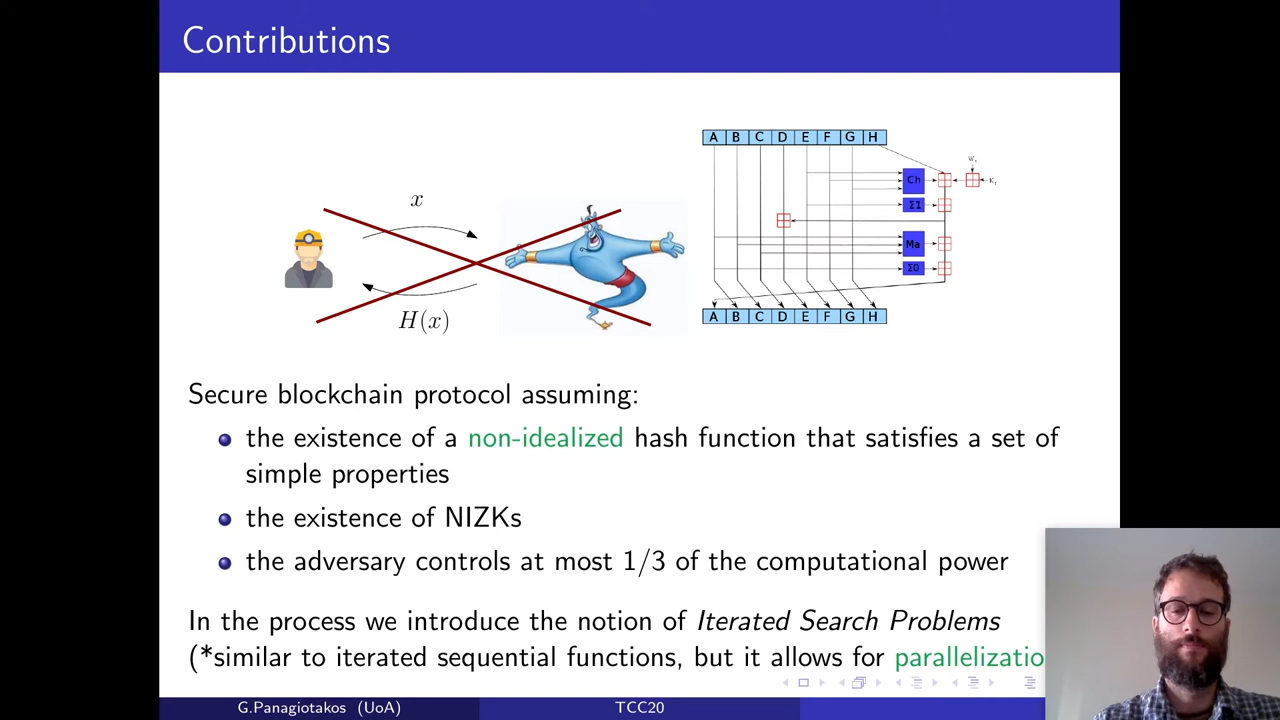 Contributions
A B C D E F G H
x
W_t
Ch
K_t
Σ1
Ma
Σ0
H(x)
A B C D E F G H
Secure blockchain protocol assuming:
the existence of a non-idealized hash function that satisfies a set of
simple properties
the existence of NIZKs
the adversary controls at most 1/3 of the computational power
In the process we introduce the notion of Iterated Search Problems
(*similar to iterated sequential functions, but it allows for parallelizatio
G.Panagiotakos (UoA) TCC20